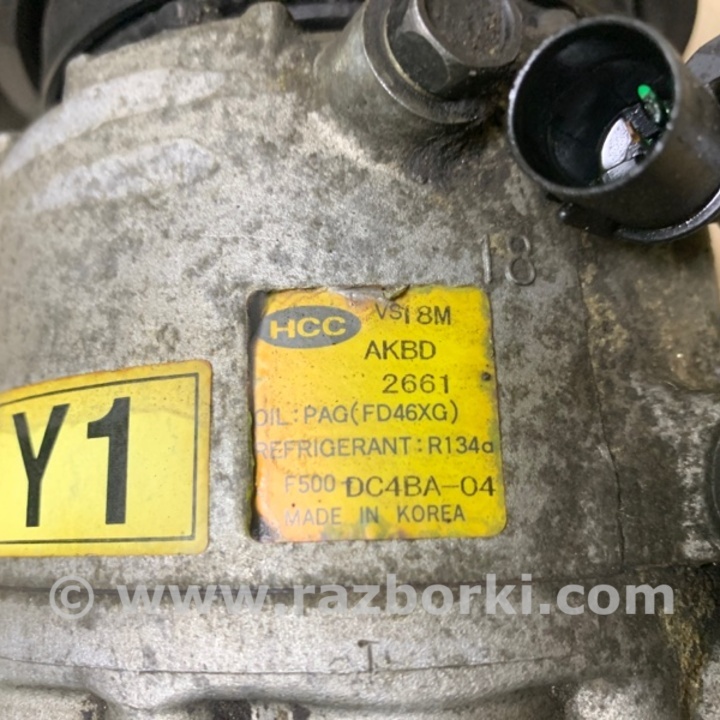 18
HCC VS18M
AKBD
2661
OIL:PAG(FD46XG)
REFRIGERANT:R134a
F500-DC4BA-04
MADE IN KOREA
Y1
© www.razborki.com